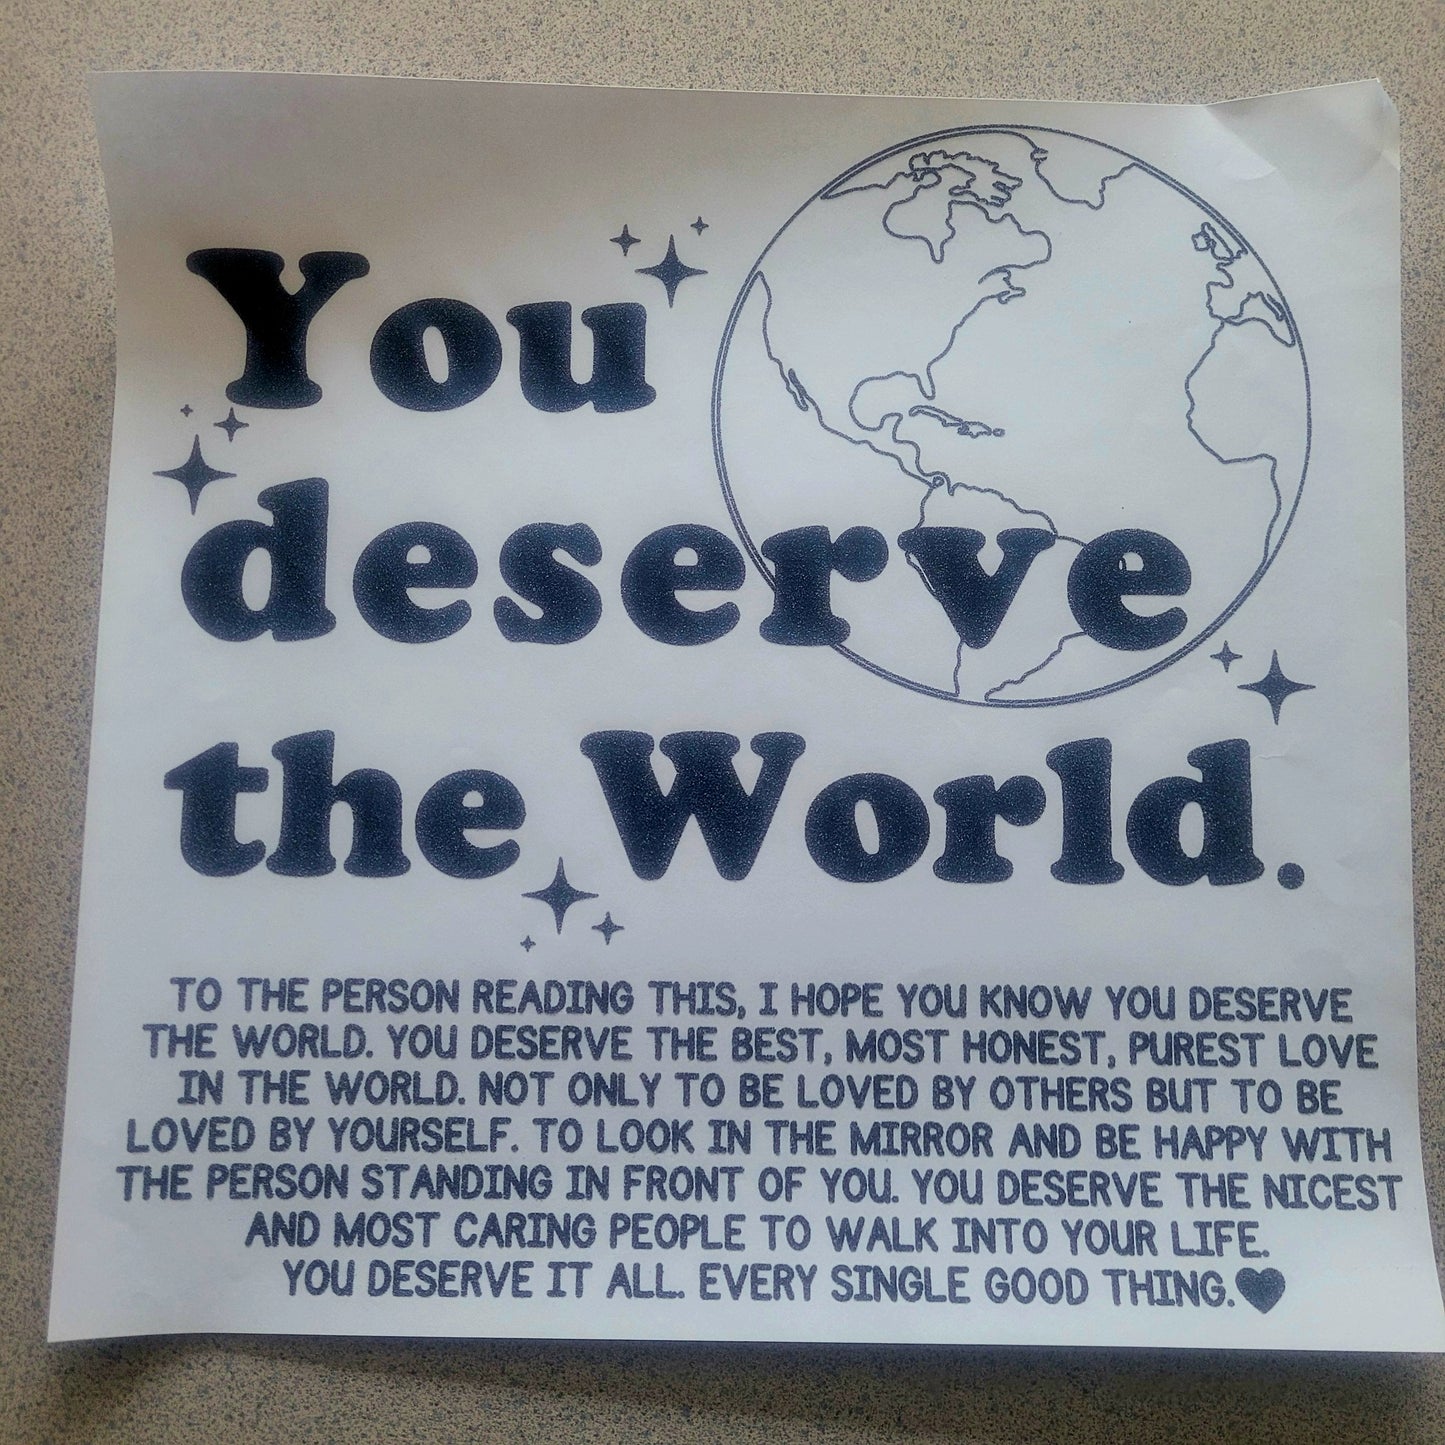 You
deserve
the World.
TO THE PERSON READING THIS, I HOPE YOU KNOW YOU DESERVE
THE WORLD. YOU DESERVE THE BEST, MOST HONEST, PUREST LOVE
IN THE WORLD. NOT ONLY TO BE LOVED BY OTHERS BUT TO BE
LOVED BY YOURSELF. TO LOOK IN THE MIRROR AND BE HAPPY WITH
THE PERSON STANDING IN FRONT OF YOU. YOU DESERVE THE NICEST
AND MOST CARING PEOPLE TO WALK INTO YOUR LIFE.
YOU DESERVE IT ALL. EVERY SINGLE GOOD THING.